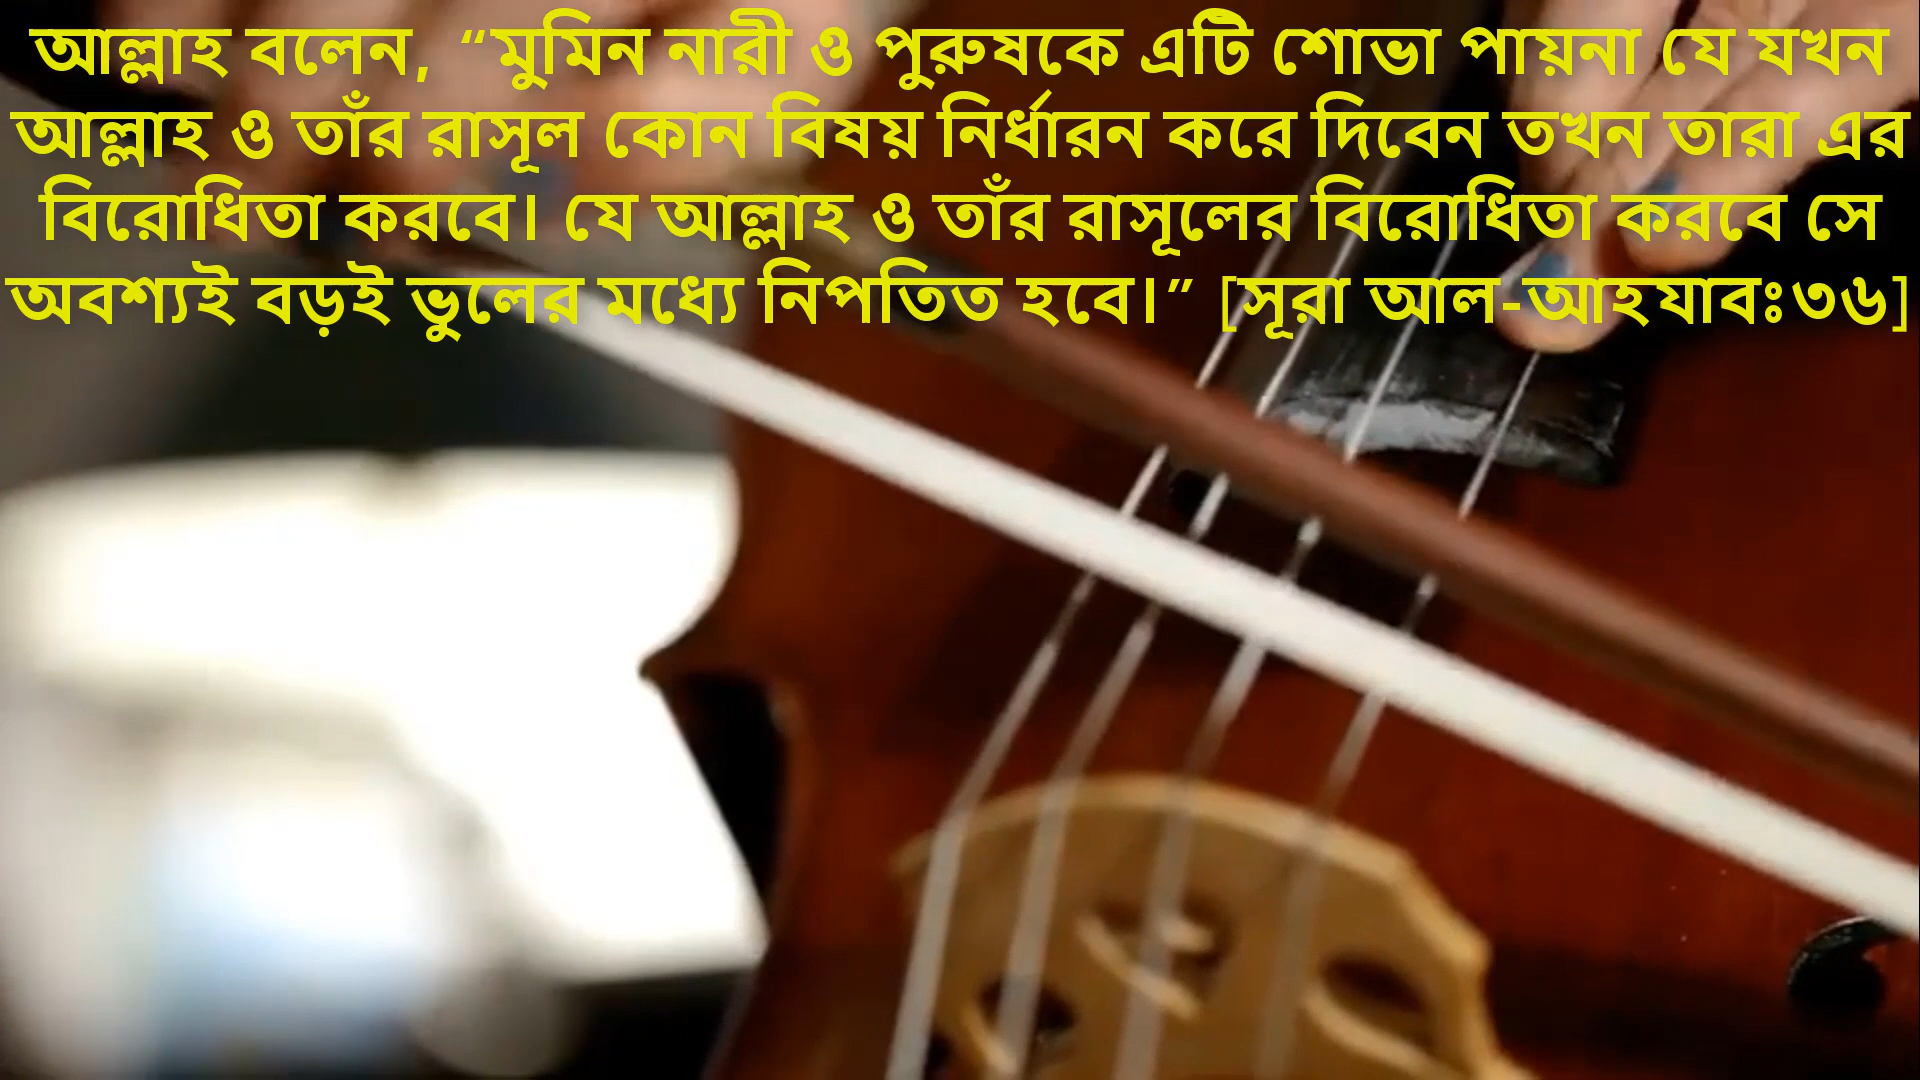 আল্লাহ বলেন, “মুমিন নারী ও পুরুষকে এটি শোভা পায়না যে যখন
আল্লাহ ও তাঁর রাসূল কোন বিষয় নির্ধারন করে দিবেন তখন তারা এর
বিরোধিতা করবে। যে আল্লাহ ও তাঁর রাসূলের বিরোধিতা করবে সে
অবশ্যই বড়ই ভুলের মধ্যে নিপতিত হবে।” [সূরা আল-আহযাবঃ৩৬]